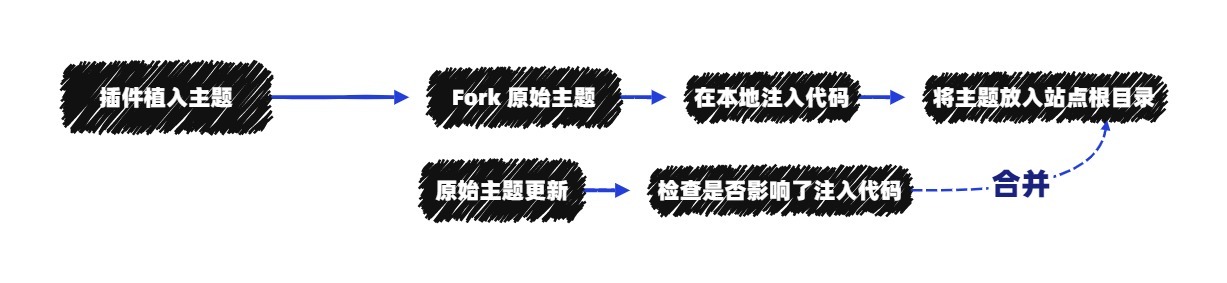 插件植入主题
Fork 原始主题
在本地注入代码
将主题放入站点根目录
原始主题更新
检查是否影响了注入代码
合并